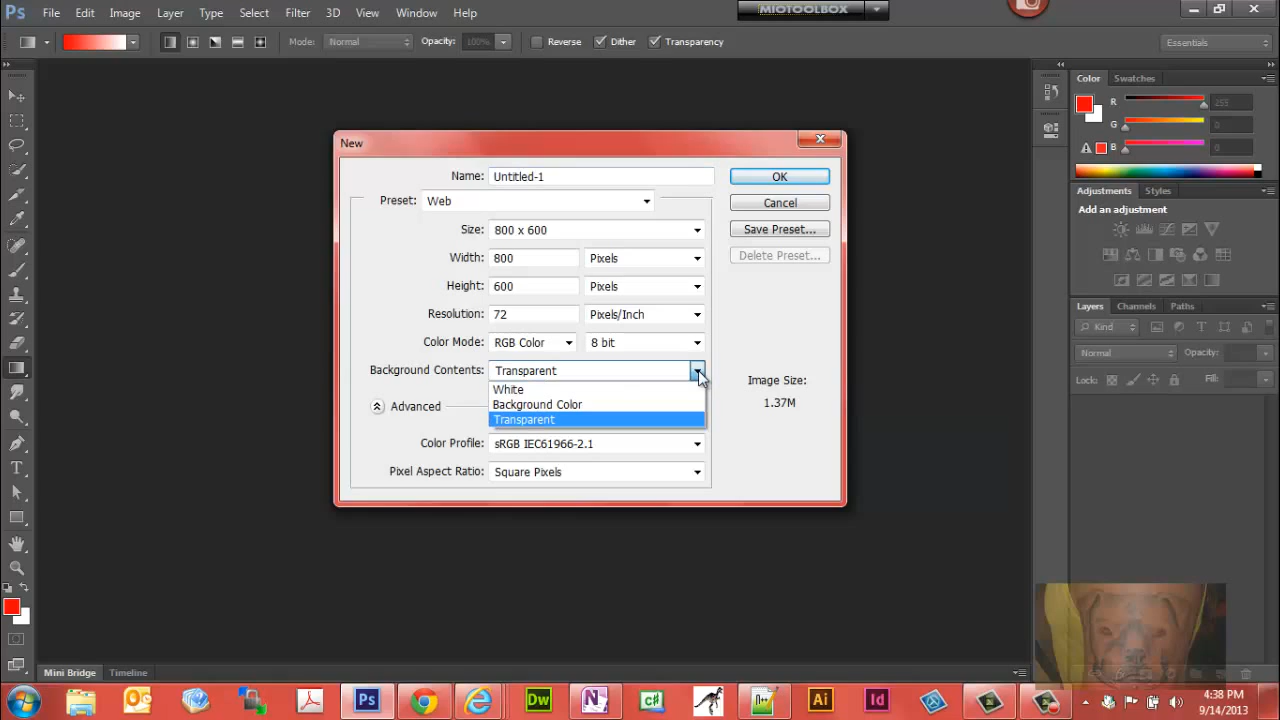 Ps File Edit Image Layer Type Select Filter 3D View Window Help
MIOTOOLBOX
Mode: Normal Opacity: 100% Reverse Dither Transparency Essentials
Color Swatches
R 255
G 0
B 0
Adjustments Styles
Add an adjustment
Layers Channels Paths
Kind
Normal Opacity:
Lock: Fill:
New
Name: Untitled-1 OK
Preset: Web Cancel
Size: 800 x 600 Save Preset...
Width: 800 Pixels Delete Preset...
Height: 600 Pixels
Resolution: 72 Pixels/Inch
Color Mode: RGB Color 8 bit
Background Contents: Transparent
White
Background Color
Transparent
Image Size:
1.37M
Advanced
Color Profile: sRGB IEC61966-2.1
Pixel Aspect Ratio: Square Pixels
Mini Bridge Timeline
Ps Dw N c# Ai Id
4:38 PM
9/14/2013